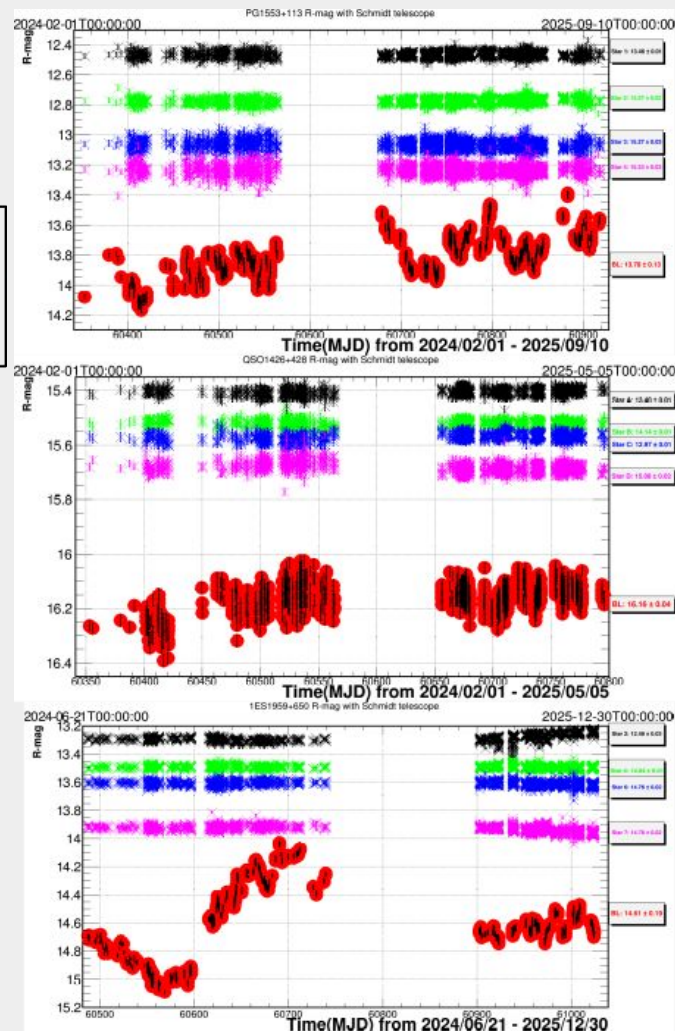 PG1553+113 R-mag with Schmidt telescope
2024-02-01T00:00:00 2025-09-10T00:00:00
R-mag
12.4
12.6
12.8
13
13.2
13.4
13.6
13.8
14
14.2
BL: 13.78 ± 0.13
60400 60500 60600 60700 60800 60900
Time(MJD) from 2024/02/01 - 2025/09/10
QSO1426+428 R-mag with Schmidt telescope
2024-02-01T00:00:00 2025-05-05T00:00:00
R-mag
15.4
15.6
15.8
16
16.2
16.4
Star A: 13.40 ± 0.01
Star B: 14.14 ± 0.01
BL: 16.16 ± 0.04
60350 60400 60450 60500 60550 60600 60650 60700 60750 60800
Time(MJD) from 2024/02/01 - 2025/05/05
1ES1959+650 R-mag with Schmidt telescope
2024-06-21T00:00:00 2025-12-30T00:00:00
R-mag
13.2
13.4
13.6
13.8
14
14.2
14.4
14.6
14.8
15
15.2
60500 60600 60700 60800 60900 61000
Time(MJD) from 2024/06/21 - 2025/12/30